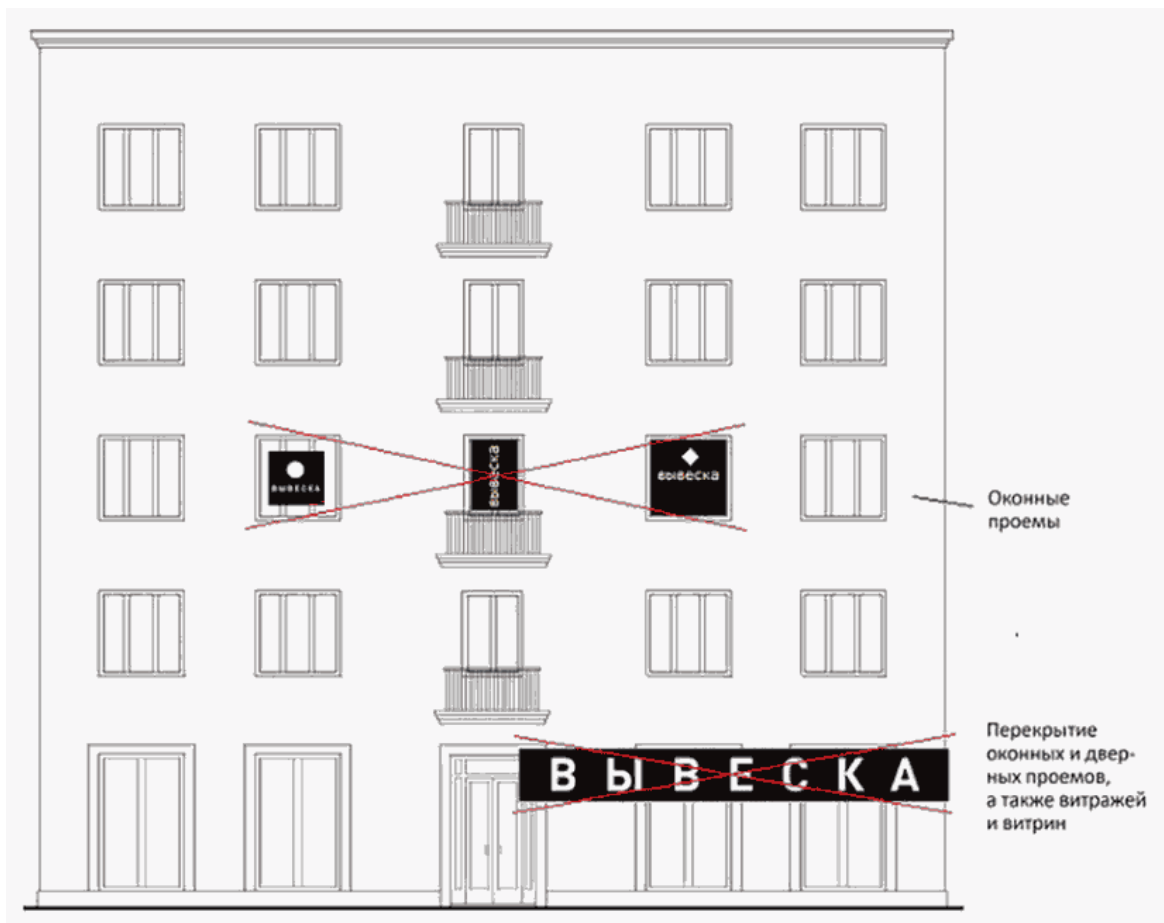 ВЫВЕСКА
вывеска
вывеска
Оконные
проемы
Перекрытие
оконных и двер-
ных проемов,
а также витражей
и витрин
ВЫВЕСКА